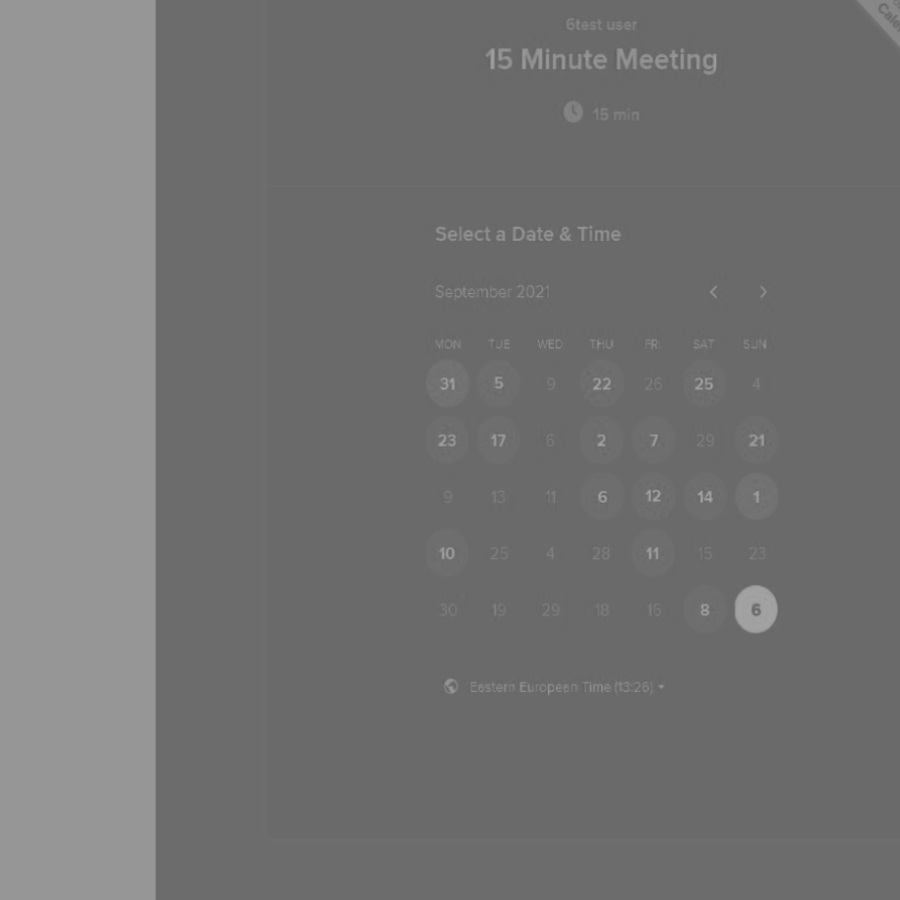 6test user
15 Minute Meeting
15 min
Select a Date & Time
September 2021
MON TUE WED THU FRI SAT SUN
31 5 9 22 26 25 4
23 17 6 2 7 29 21
9 13 11 6 12 14 1
10 25 4 28 11 15 23
30 19 29 18 16 8 6
Eastern European Time (13:26)